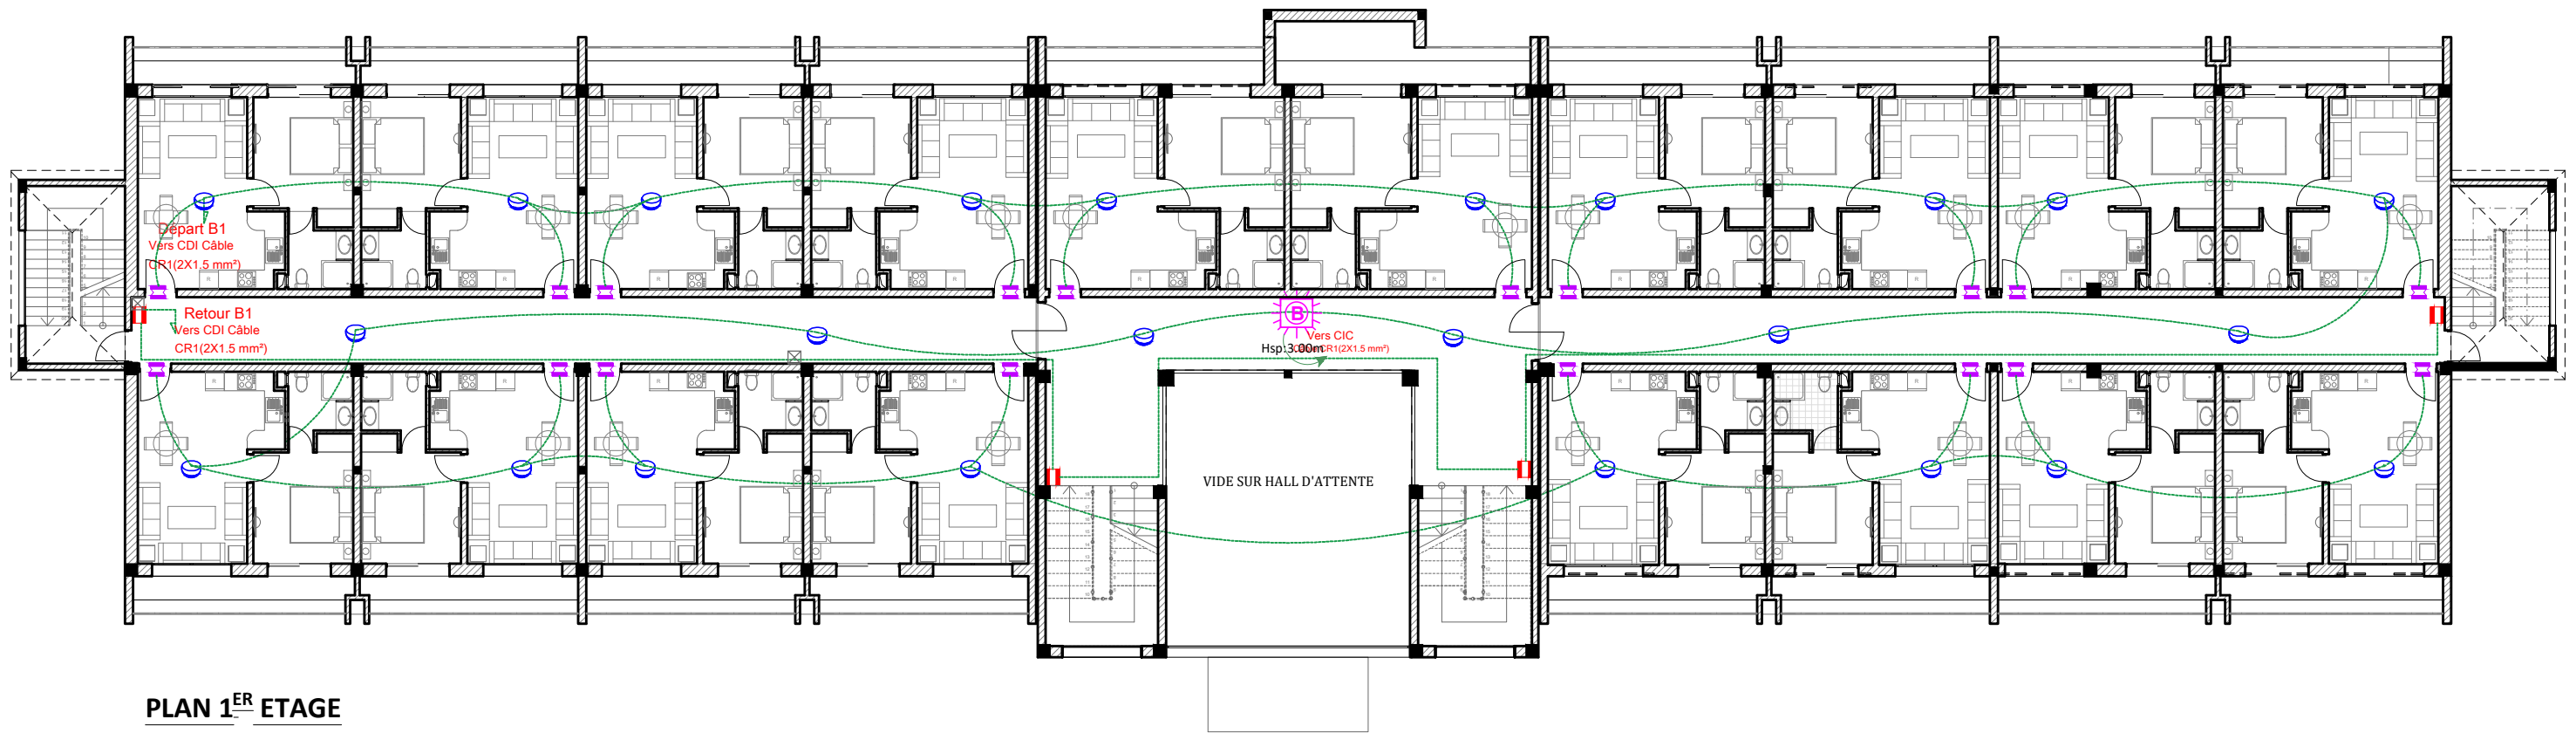 Départ B1
Vers CDI Câble
CR1(2X1.5 mm²)
Retour B1
Vers CDI Câble
CR1(2X1.5 mm²)
B
Vers CIC
CR1(2X1.5 mm²)
Hsp:3.00m
VIDE SUR HALL D'ATTENTE
PLAN 1ER ETAGE